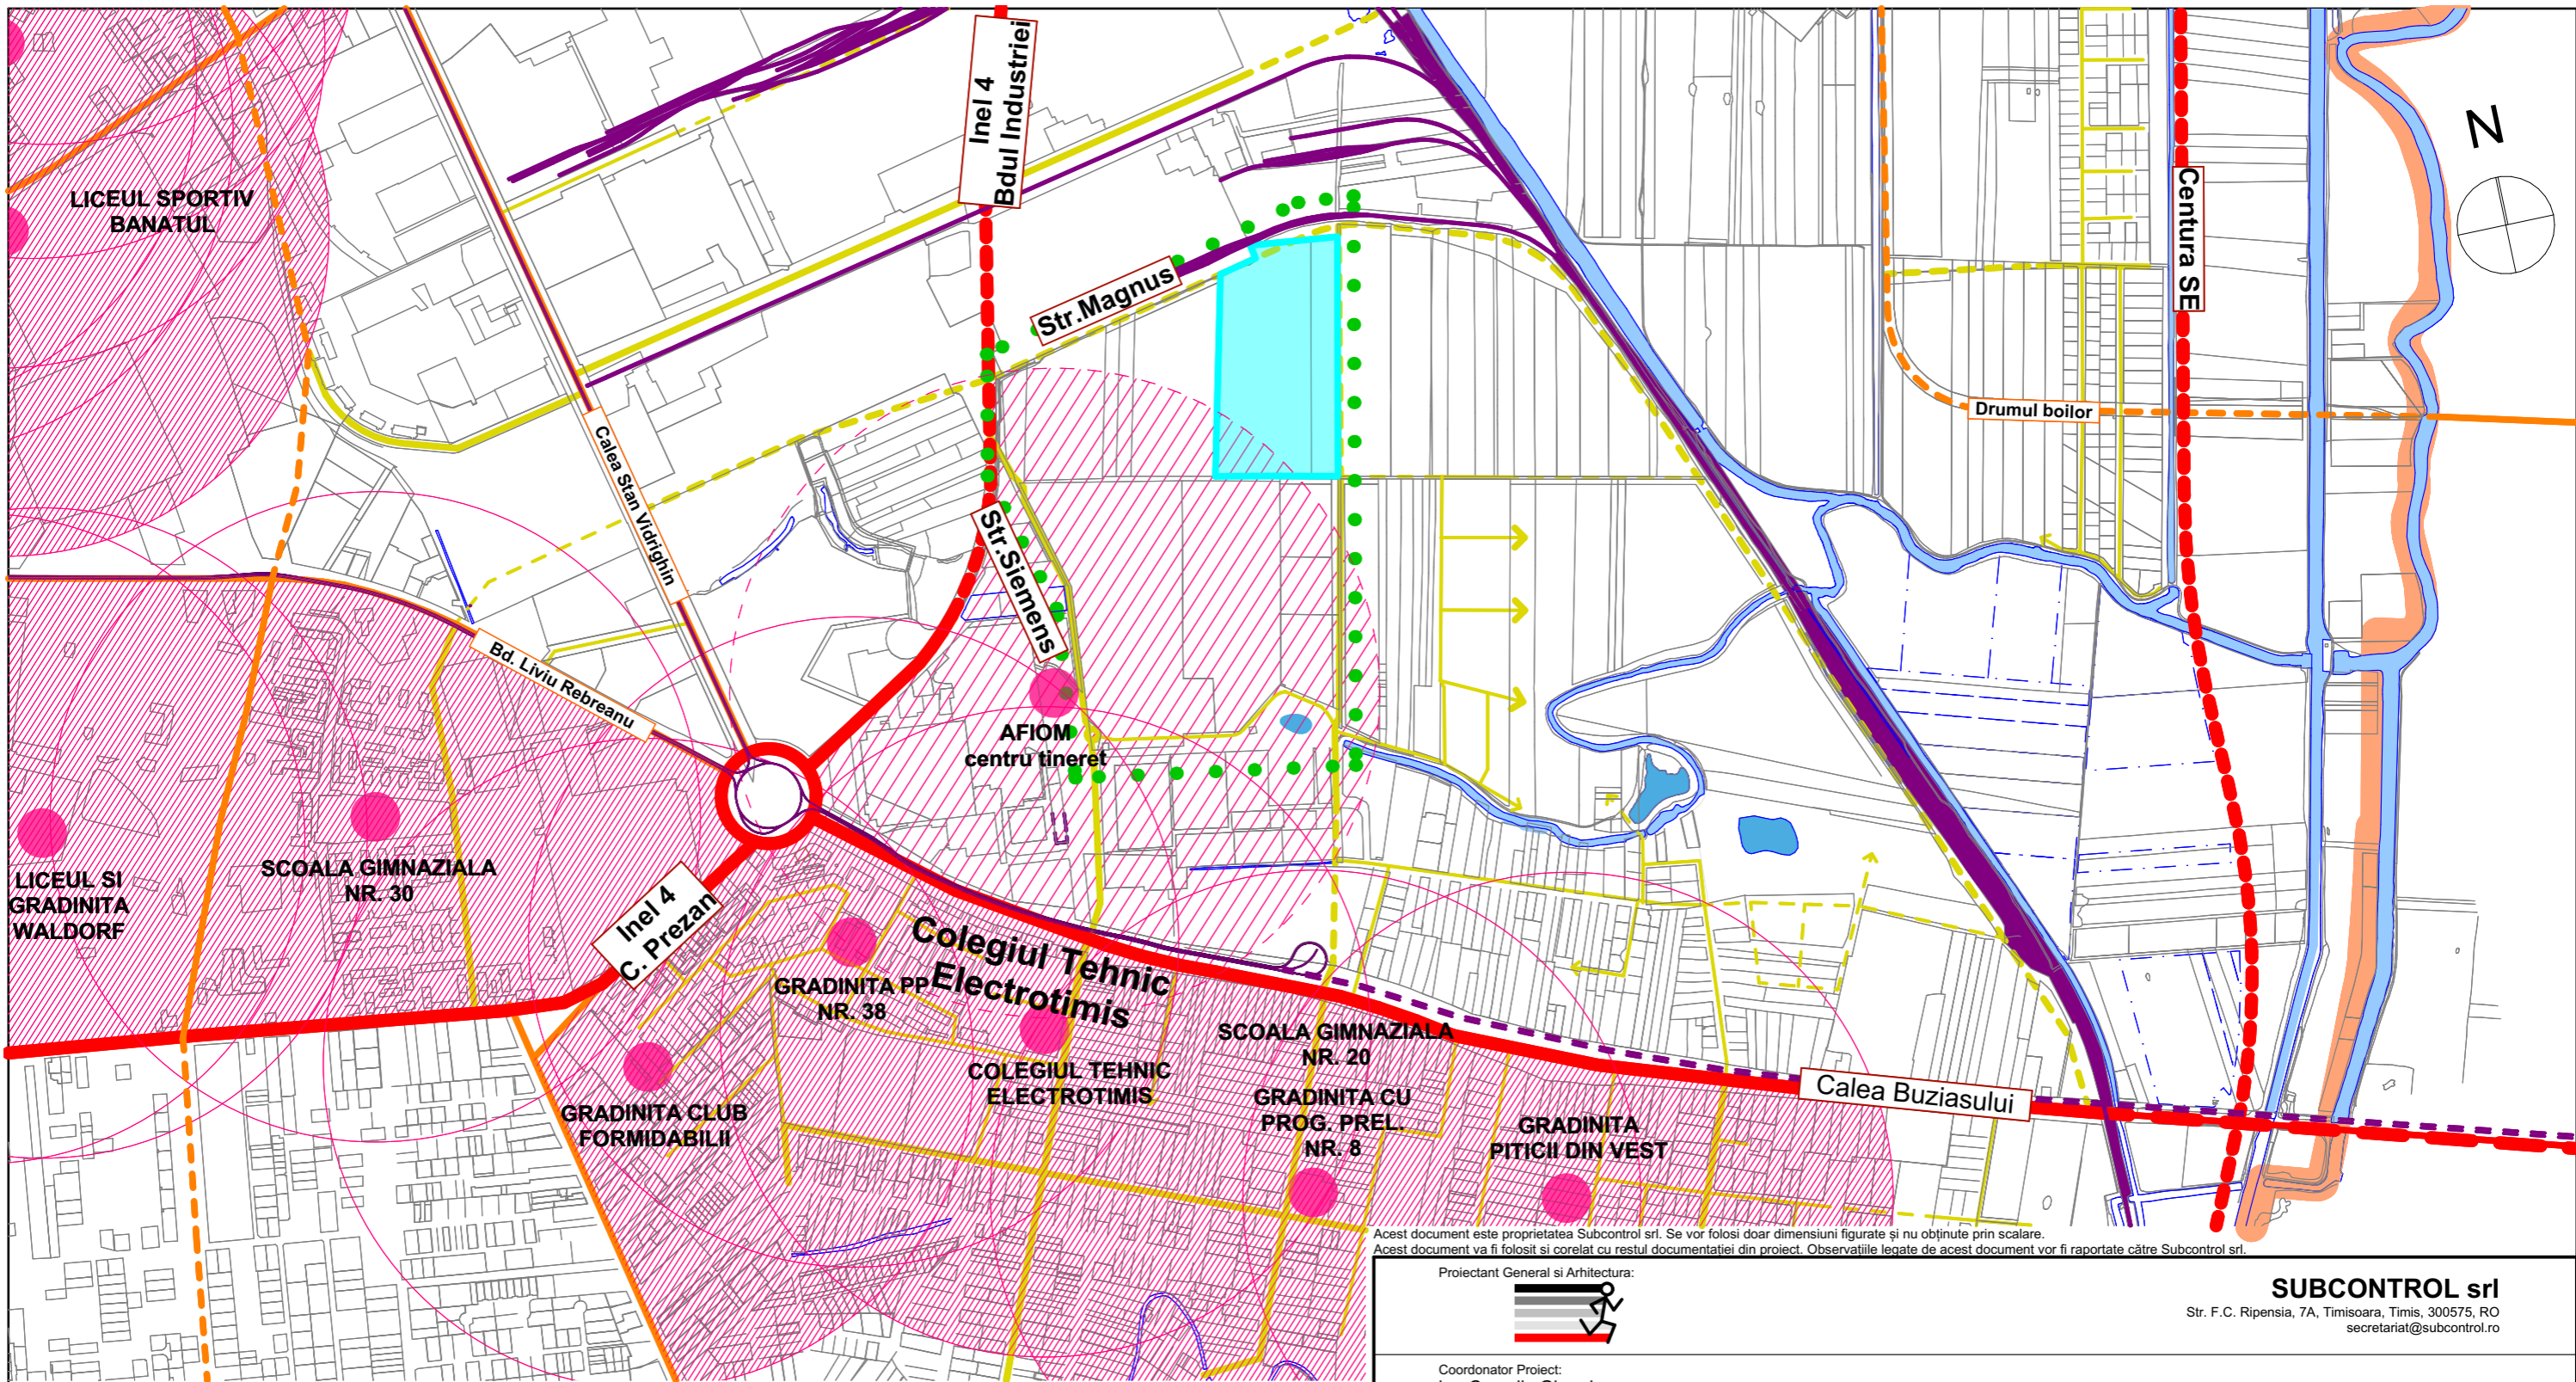 Inel 4
Bdul Industriei
N
LICEUL SPORTIV
BANATUL
Centura SE
Str.Magnus
Drumul boilor
Calea Stan Vidrighin
Str.Siemens
Bd. Liviu Rebreanu
AFIOM
centru tineret
SCOALA GIMNAZIALA
NR. 30
LICEUL SI
GRADINITA
WALDORF
Inel 4
C. Prezan
Colegiul Tehnic
Electrotimis
GRADINITA PP
NR. 38
SCOALA GIMNAZIALA
NR. 20
COLEGIUL TEHNIC
ELECTROTIMIS
GRADINITA CU
PROG. PREL.
NR. 8
Calea Buziasului
GRADINITA CLUB
FORMIDABILII
GRADINITA
PITICII DIN VEST
Acest document este proprietatea Subcontrol srl. Se vor folosi doar dimensiuni figurate și nu obținute prin scalare.
Acest document va fi folosit si corelat cu restul documentației din proiect. Observațiile legate de acest document vor fi raportate către Subcontrol srl.
Proiectant General si Arhitectura:
SUBCONTROL srl
Str. F.C. Ripensia, 7A, Timisoara, Timis, 300575, RO
secretariat@subcontrol.ro
Coordonator Proiect: